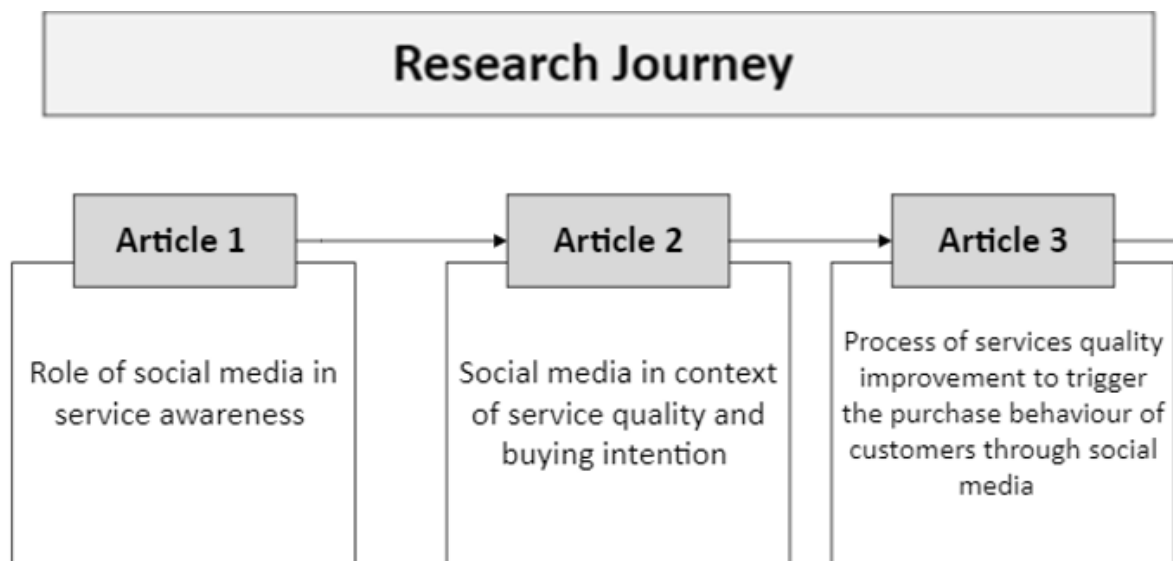 Research Journey
Article 1
Role of social media in
service awareness
Article 2
Social media in context
of service quality and
buying intention
Article 3
Process of services quality
improvement to trigger
the purchase behaviour of
customers through social
media